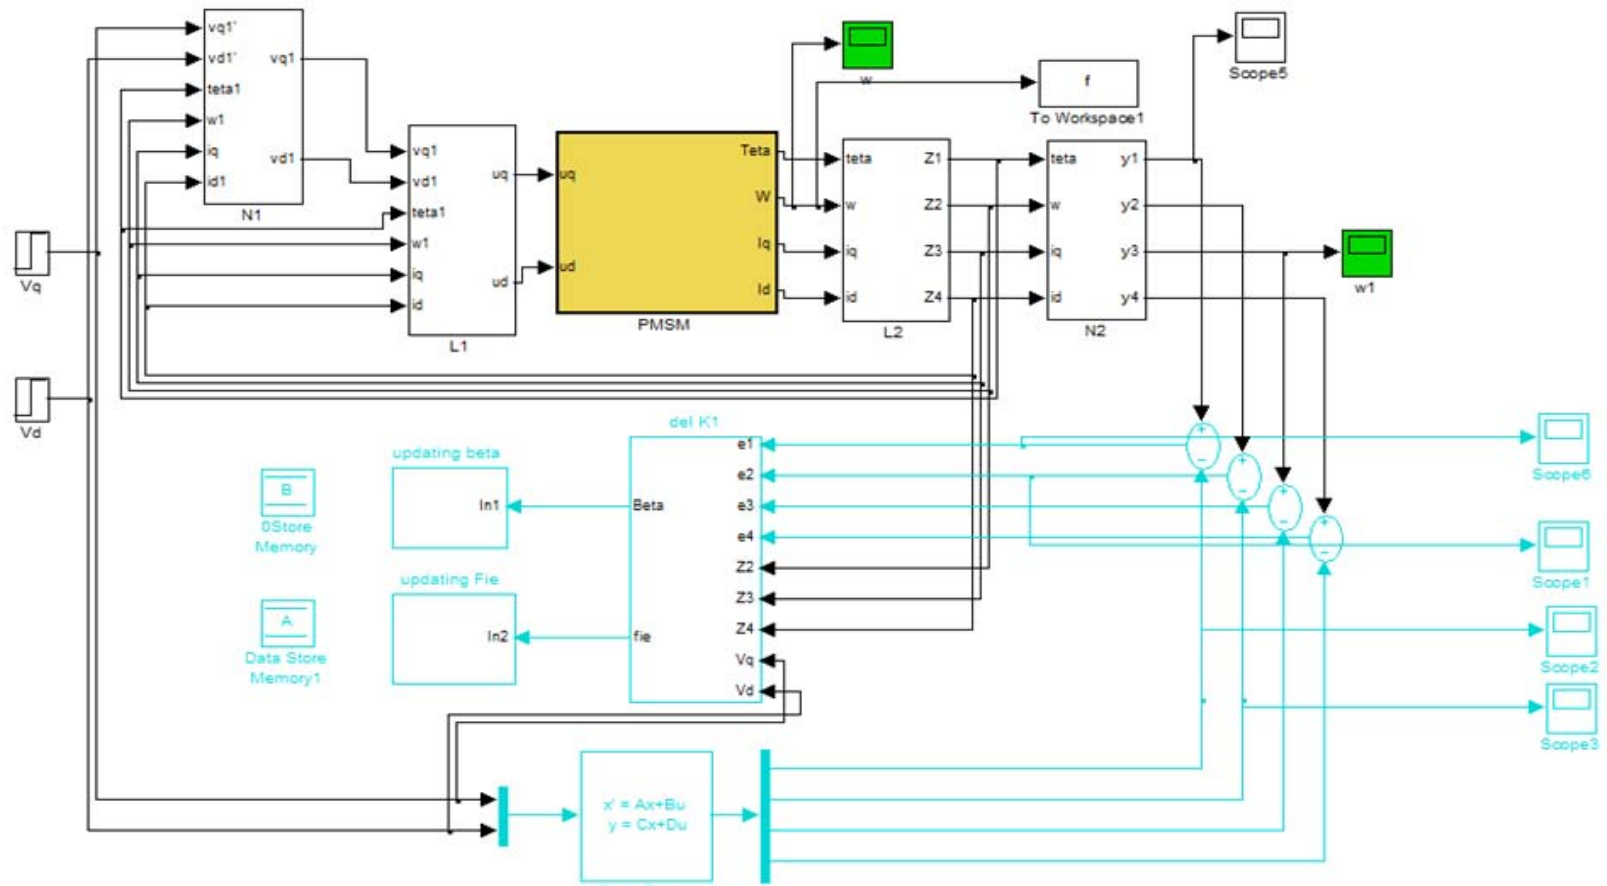 vq1'
vd1'
teta1
w1
iq
id1
vq1
vd1
N1
Vq
Vd
vq1
vd1
teta1
w1
iq
id
uq
ud
L1
uq
ud
Teta
W
Iq
Id
PMSM
w
f
To Workspace1
teta
w
iq
id
Z1
Z2
Z3
Z4
L2
teta
w
iq
id
y1
y2
y3
y4
N2
Scope5
w1
del K1
e1
e2
e3
e4
Z2
Z3
Z4
Vq
Vd
Beta
fie
updating beta
In1
updating Fie
In2
B
0Store
Memory
A
Data Store
Memory1
x' = Ax+Bu
y = Cx+Du
+
−
+
−
+
−
+
−
Scope6
Scope1
Scope2
Scope3